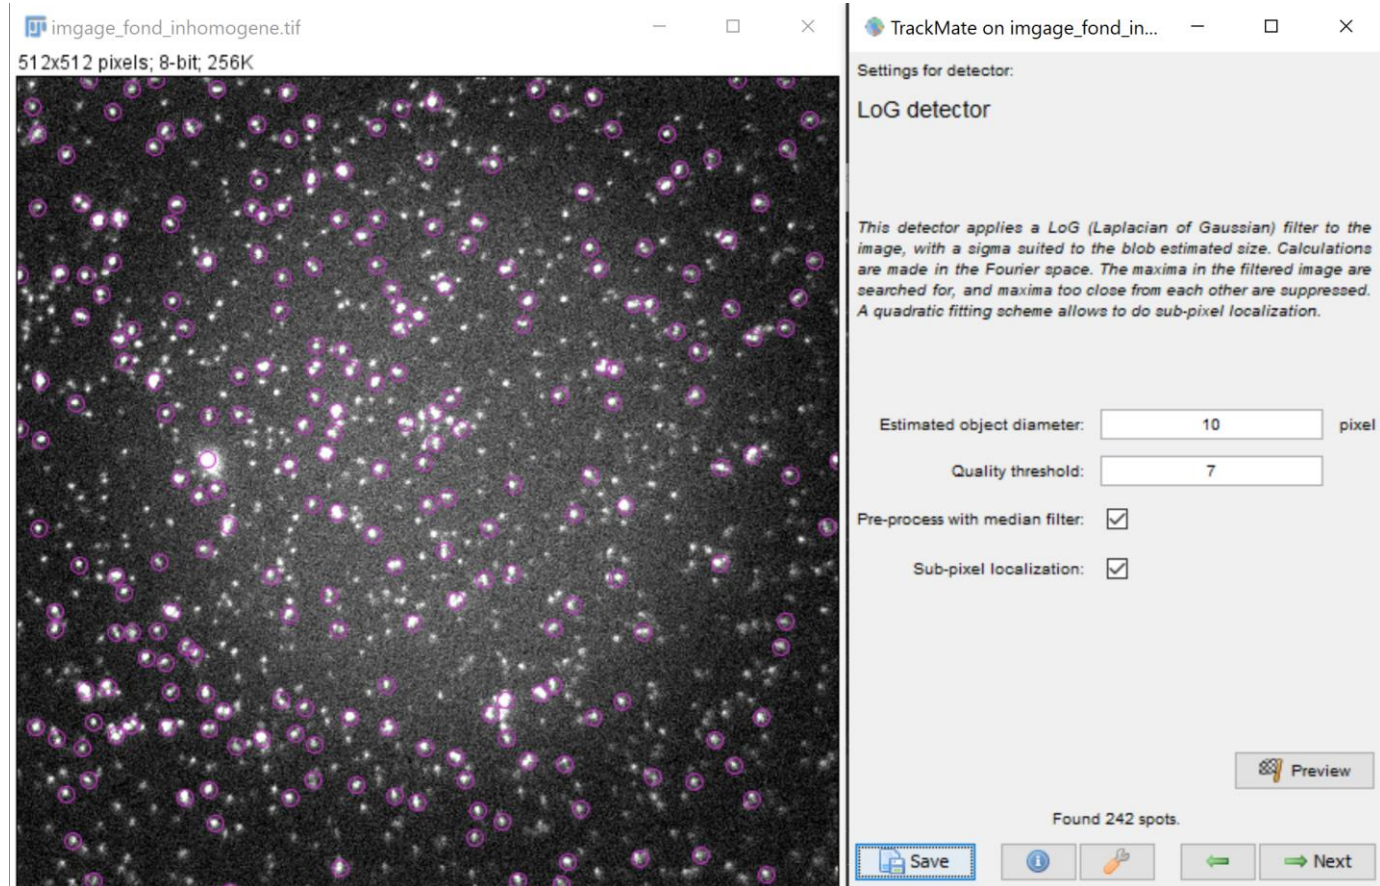 imgage_fond_inhomogene.tif
512x512 pixels; 8-bit; 256K
TrackMate on imgage_fond_in...
Settings for detector:
LoG detector
This detector applies a LoG (Laplacian of Gaussian) filter to the
image, with a sigma suited to the blob estimated size. Calculations
are made in the Fourier space. The maxima in the filtered image are
searched for, and maxima too close from each other are suppressed.
A quadratic fitting scheme allows to do sub-pixel localization.
Estimated object diameter: 10 pixel
Quality threshold: 7
Pre-process with median filter:
Sub-pixel localization:
Preview
Found 242 spots.
Save Next